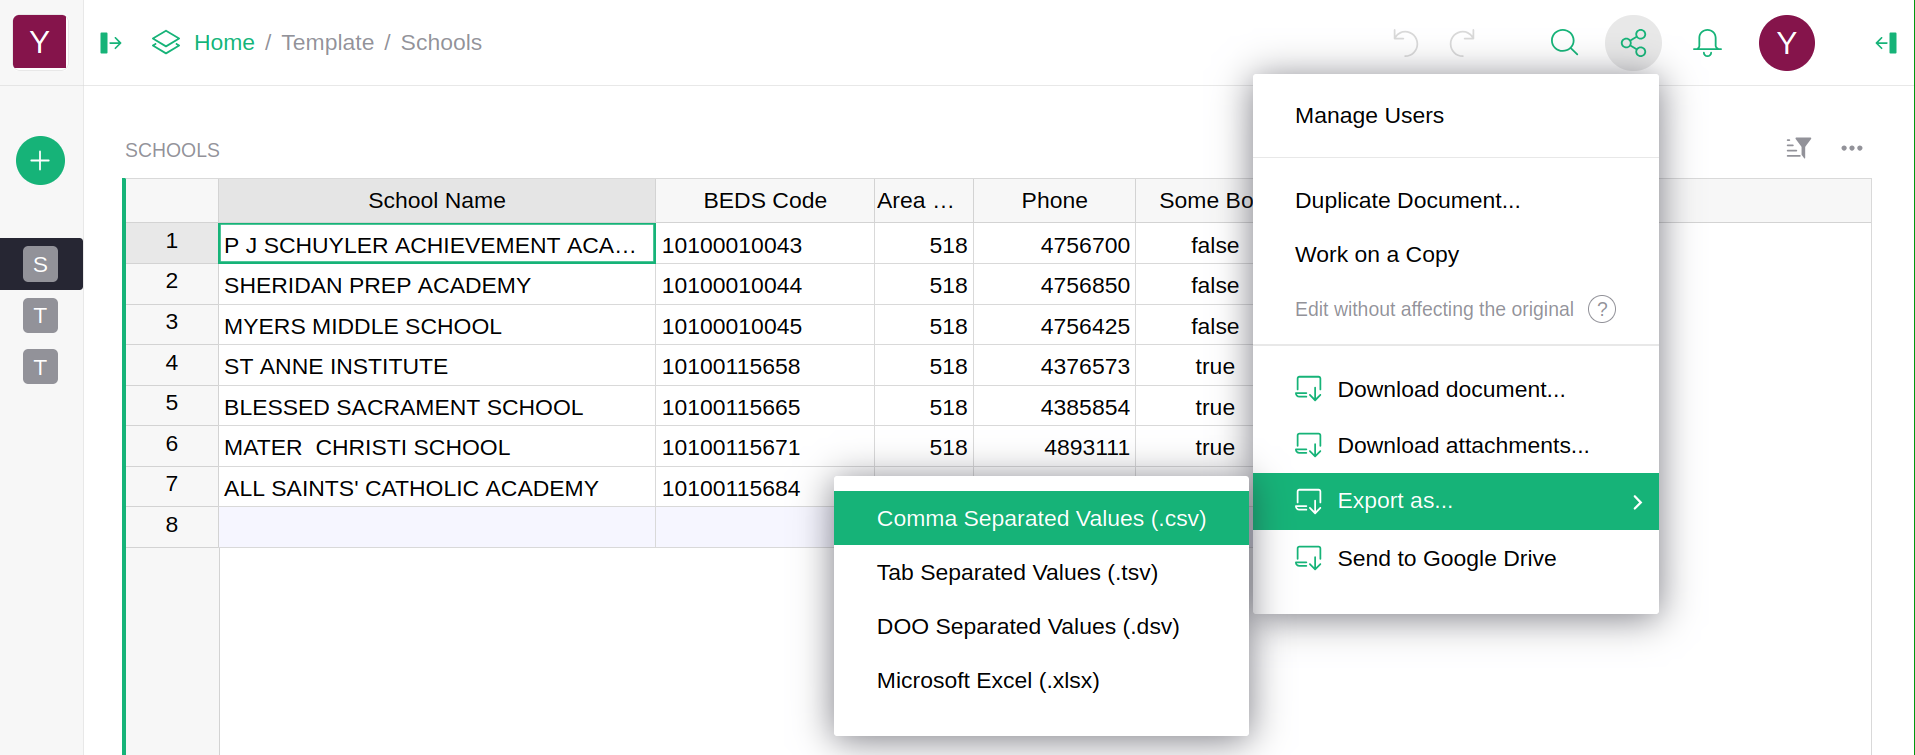 Y
Home / Template / Schools
Y
SCHOOLS
School Name BEDS Code Area … Phone Some Bo
1 P J SCHUYLER ACHIEVEMENT ACA… 10100010043 518 4756700 false
2 SHERIDAN PREP ACADEMY 10100010044 518 4756850 false
3 MYERS MIDDLE SCHOOL 10100010045 518 4756425 false
4 ST ANNE INSTITUTE 10100115658 518 4376573 true
5 BLESSED SACRAMENT SCHOOL 10100115665 518 4385854 true
6 MATER  CHRISTI SCHOOL 10100115671 518 4893111 true
7 ALL SAINTS' CATHOLIC ACADEMY 10100115684
8
S
T
T
Manage Users
Duplicate Document...
Work on a Copy
Edit without affecting the original ?
Download document...
Download attachments...
Export as...
Send to Google Drive
Comma Separated Values (.csv)
Tab Separated Values (.tsv)
DOO Separated Values (.dsv)
Microsoft Excel (.xlsx)